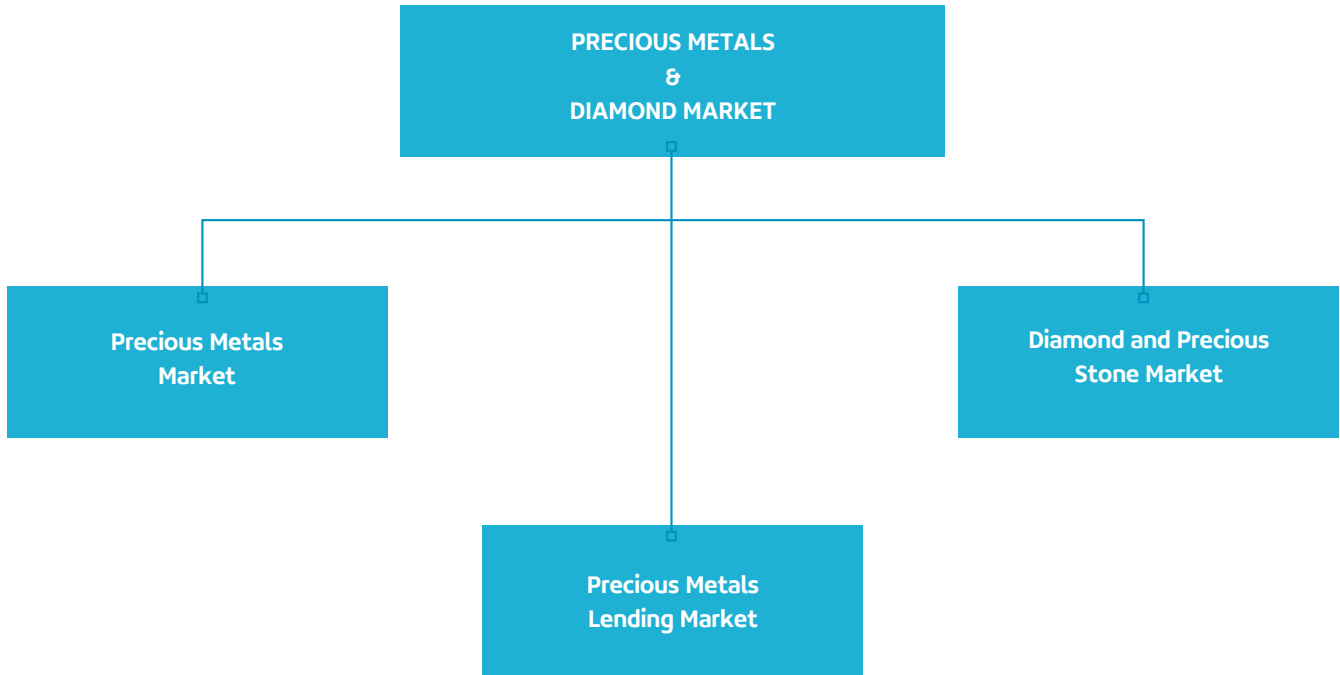 PRECIOUS METALS
&
DIAMOND MARKET
Precious Metals
Market
Diamond and Precious
Stone Market
Precious Metals
Lending Market